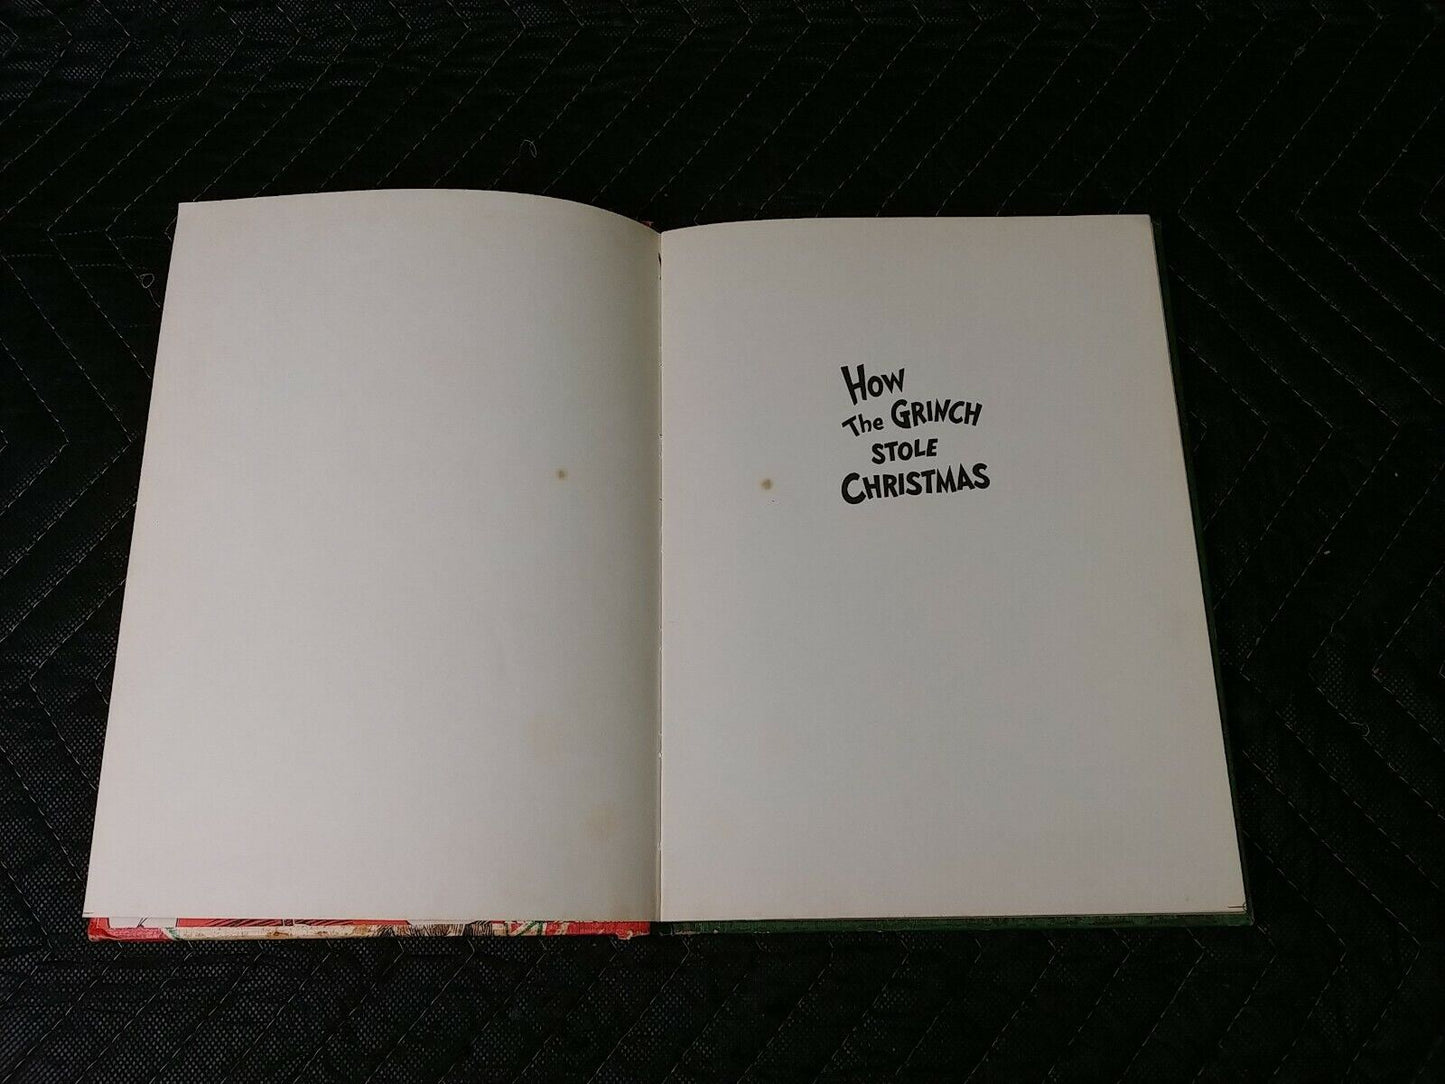 How
The GRINCH
STOLE
CHRISTMAS